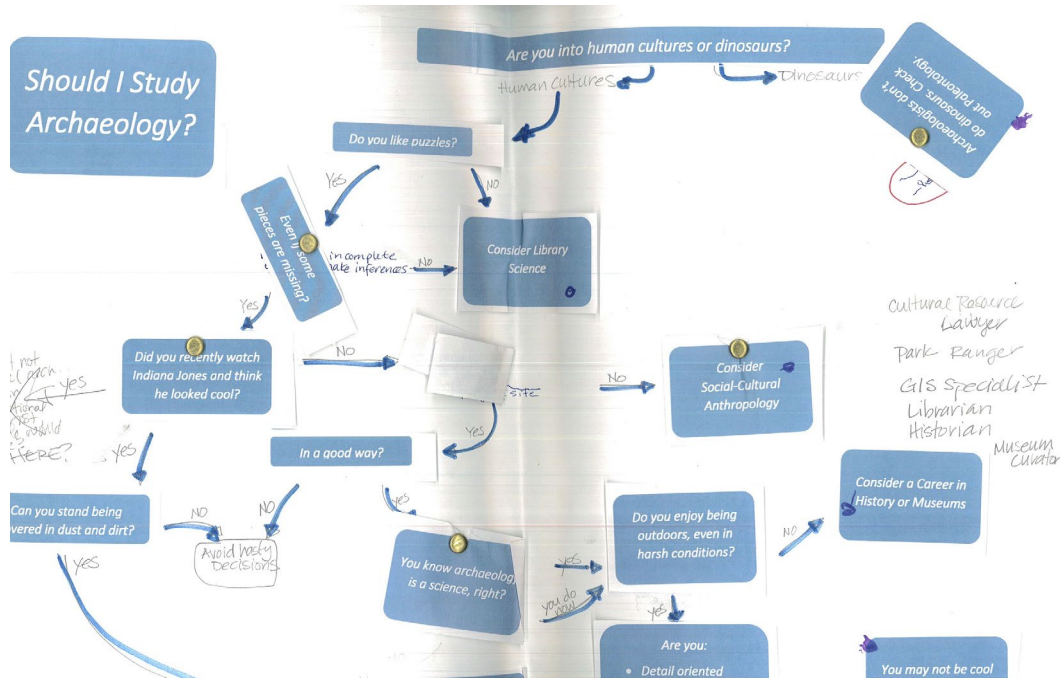 Should I Study
Archaeology?
Are you into human cultures or dinosaurs?
Human Cultures
Dinosaurs
Archaeologists don't
do dinosaurs. Check
out Paleontology.
Do you like puzzles?
Yes
NO
Even if some
pieces are missing?
incomplete
inferences
No
Consider Library
Science
Yes
Did you recently watch
Indiana Jones and think
he looked cool?
NO
site
NO
Consider
Social-Cultural
Anthropology
Cultural Resource
Lawyer
Park Ranger
GIS Specialist
Librarian
Historian
Museum
Curator
not
Yes
HERE?
Yes
Yes
In a good way?
Can you stand being
vered in dust and dirt?
NO
NO
Avoid hasty
Decisions
Yes
Yes
You know archaeology
is a science, right?
Yes
you do
now
Do you enjoy being
outdoors, even in
harsh conditions?
NO
Consider a Career in
History or Museums
Yes
Are you:
• Detail oriented
You may not be cool